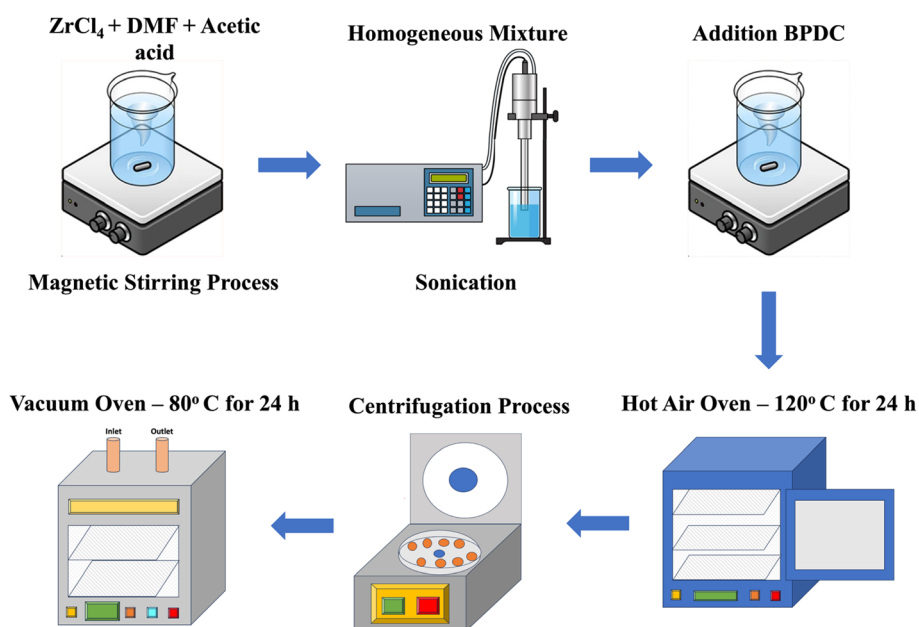 ZrCl₄ + DMF + Acetic
acid
Homogeneous Mixture
Addition BPDC
Magnetic Stirring Process
Sonication
Vacuum Oven – 80° C for 24 h
Centrifugation Process
Hot Air Oven – 120° C for 24 h
Inlet
Outlet